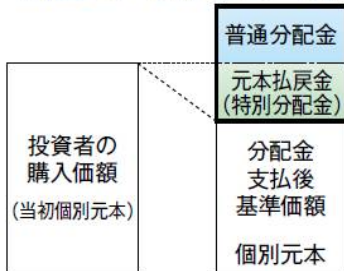 普通分配金
元本払戻金
(特別分配金)
投資者の
購入価額
(当初個別元本)
分配金
支払後
基準価額
個別元本